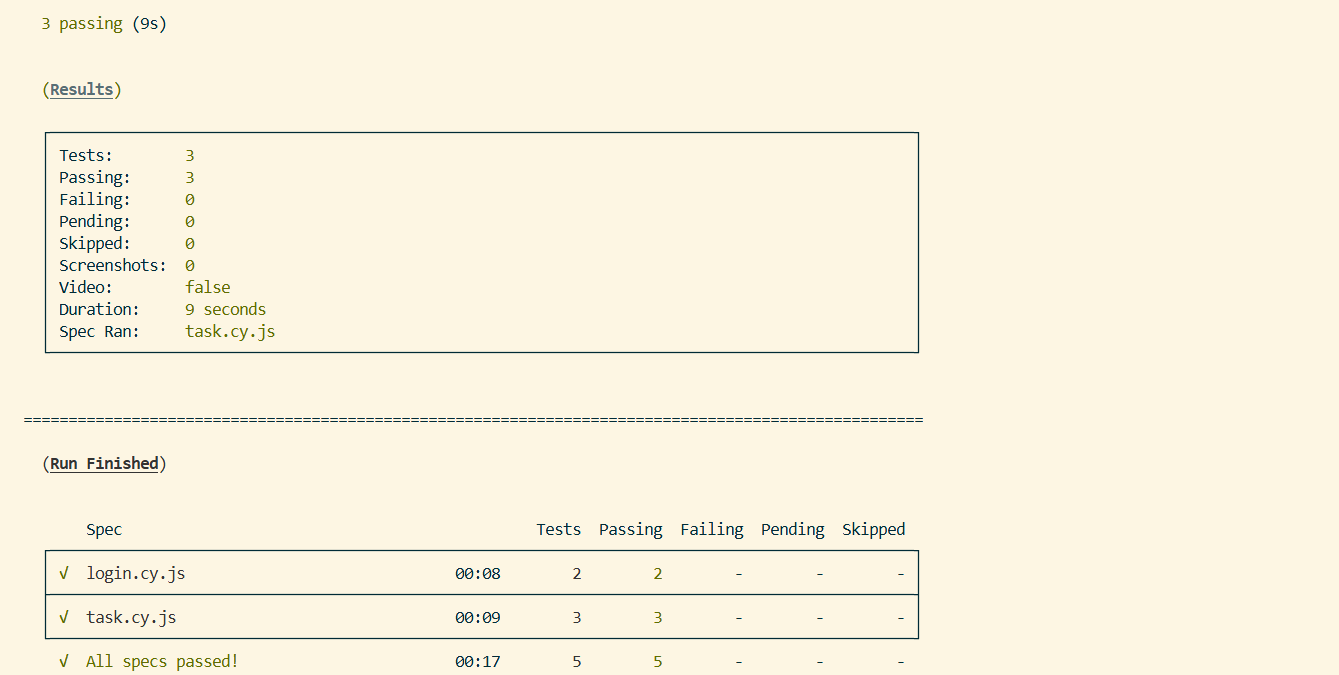 3 passing (9s)
(Results)
Tests: 3
Passing: 3
Failing: 0
Pending: 0
Skipped: 0
Screenshots: 0
Video: false
Duration: 9 seconds
Spec Ran: task.cy.js
====================================================================================================
(Run Finished)
Spec Tests Passing Failing Pending Skipped
√ login.cy.js 00:08 2 2 - - -
√ task.cy.js 00:09 3 3 - - -
√ All specs passed! 00:17 5 5 - - -